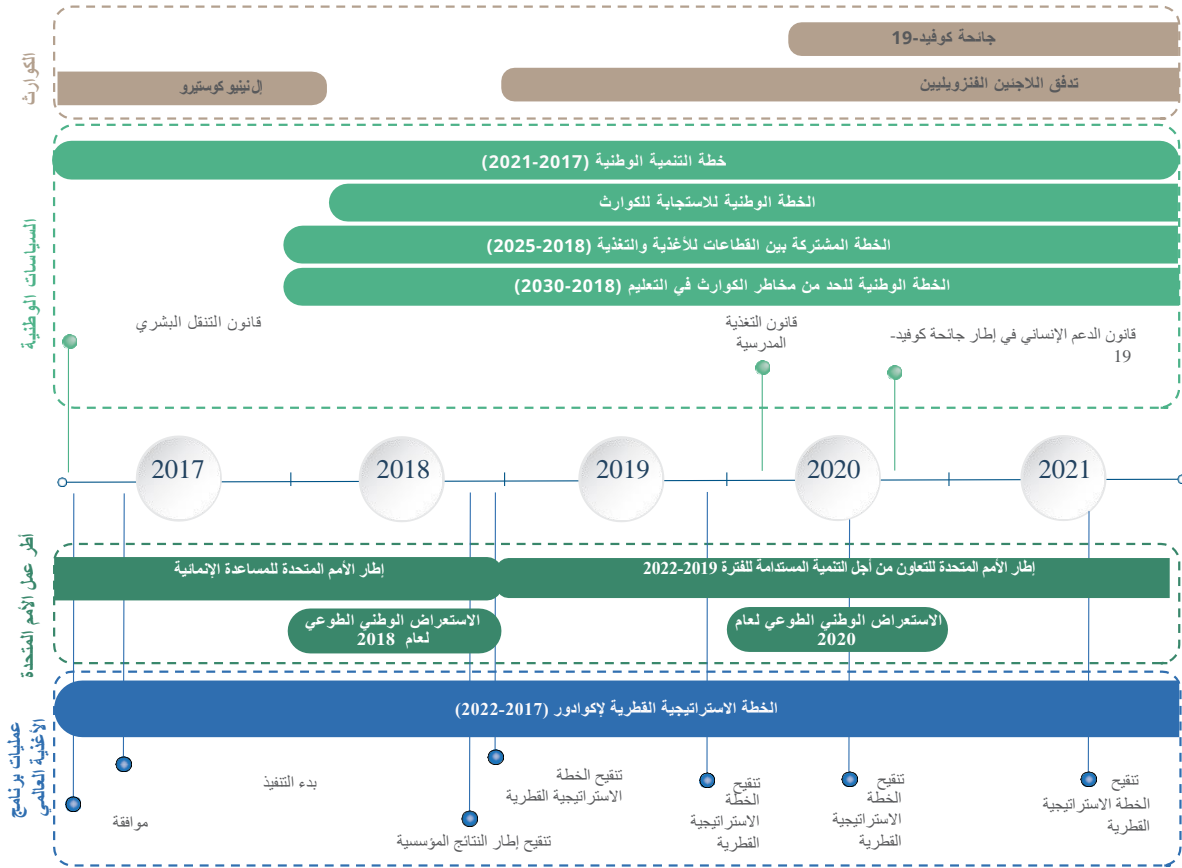 الكوارث
جائحة كوفيد-19
تدفق اللاجئين الفنزويليين
إل نينيو كوستيرو
السياسات الوطنية
خطة التنمية الوطنية (2017-2021)
الخطة الوطنية للاستجابة للكوارث
الخطة المشتركة بين القطاعات للأغذية والتغذية (2018-2025)
الخطة الوطنية للحد من مخاطر الكوارث في التعليم (2018-2030)
قانون التنقل البشري
قانون التغذية
المدرسية
قانون الدعم الإنساني في إطار جائحة كوفيد-
19
2017
2018
2019
2020
2021
أطر عمل الأمم المتحدة
إطار الأمم المتحدة للمساعدة الإنمائية
إطار الأمم المتحدة للتعاون من أجل التنمية المستدامة للفترة 2019-2022
الاستعراض الوطني الطوعي
لعام 2018
الاستعراض الوطني الطوعي لعام
2020
عمليات برنامج
الأغذية العالمي
الخطة الاستراتيجية القطرية لإكوادور (2017-2022)
موافقة
بدء التنفيذ
تنقيح إطار النتائج المؤسسية
تنقيح الخطة
الاستراتيجية القطرية
تنقيح
الخطة
الاستراتيجية
القطرية
تنقيح
الخطة
الاستراتيجية
القطرية
تنقيح
الخطة الاستراتيجية
القطرية